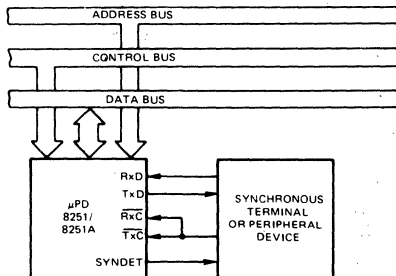 ADDRESS BUS
CONTROL BUS
DATA BUS
μPD
8251/
8251A
RxD
TxD
RxC
TxC
SYNDET
SYNCHRONOUS
TERMINAL
OR PERIPHERAL
DEVICE